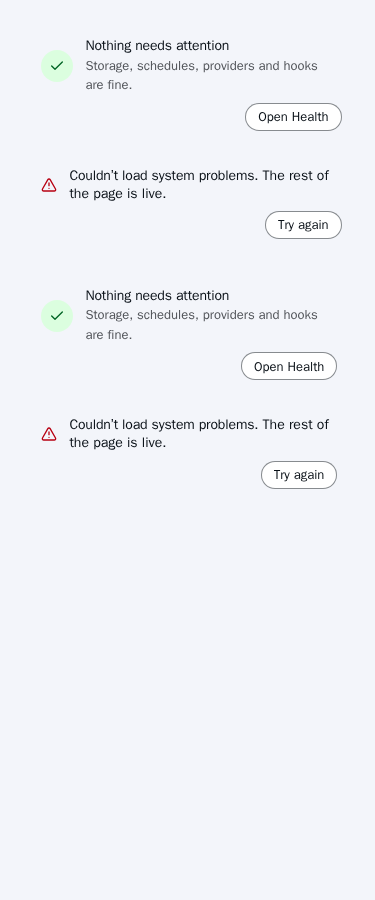 Nothing needs attention
Storage, schedules, providers and hooks
are fine.
Open Health
Couldn’t load system problems. The rest of
the page is live.
Try again
Nothing needs attention
Storage, schedules, providers and hooks
are fine.
Open Health
Couldn’t load system problems. The rest of
the page is live.
Try again